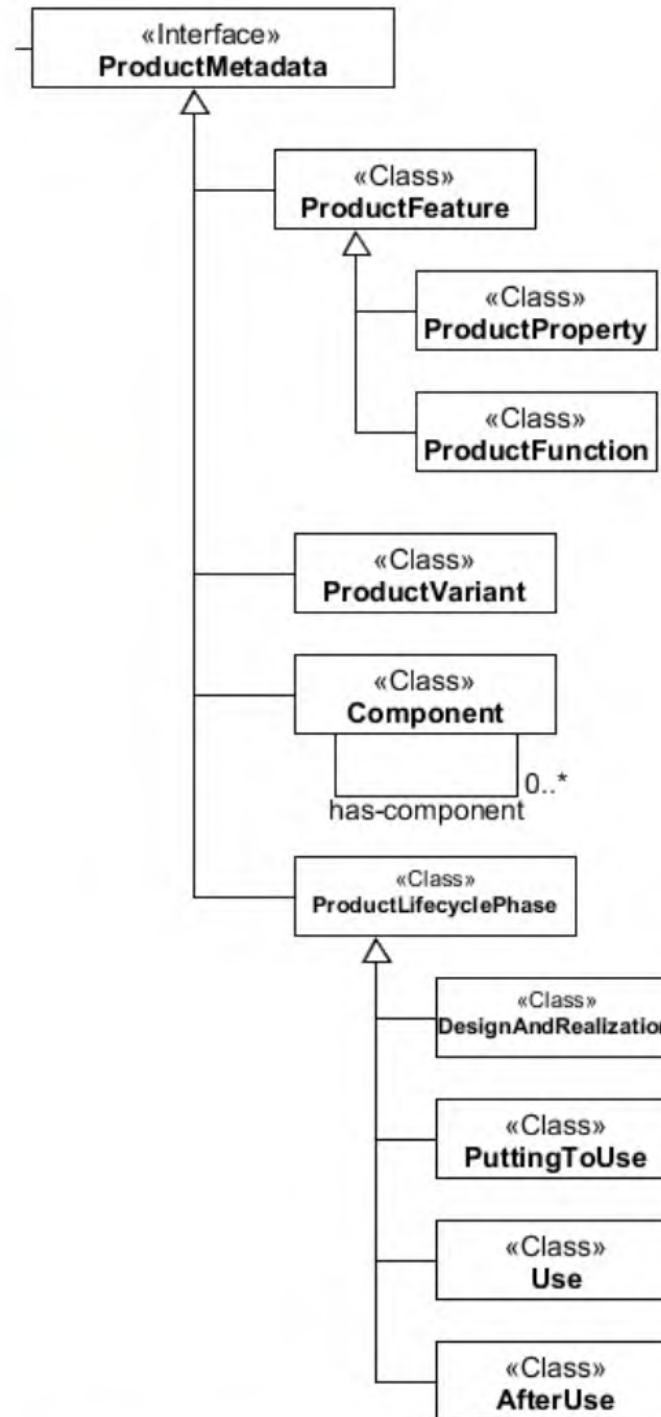 «Interface»
ProductMetadata
«Class»
ProductFeature
«Class»
ProductProperty
«Class»
ProductFunction
«Class»
ProductVariant
«Class»
Component
0..*
has-component
«Class»
ProductLifecyclePhase
«Class»
DesignAndRealization
«Class»
PuttingToUse
«Class»
Use
«Class»
AfterUse